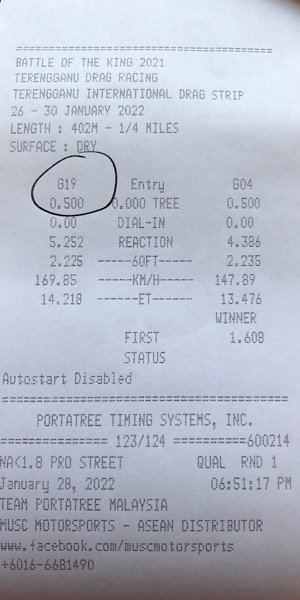 =============================================
BATTLE OF THE KING 2021
TERENGGANU DRAG RACING
TERENGGANU INTERNATIONAL DRAG STRIP
26 - 30 JANUARY 2022
LENGTH : 402M - 1/4 MILES
SURFACE : DRY
=============================================
G19 Entry G04
0.500 0.000 TREE 0.500
0.00 DIAL-IN 0.00
5.252 REACTION 4.386
2.225 -----60FT----- 2.235
169.85 -----KM/H----- 147.89
14.218 ------ET------ 13.476
WINNER
FIRST 1.608
STATUS
Autostart Disabled
=============================================
PORTATREE TIMING SYSTEMS, INC.
============== 123/124 ==========600214
NA<1.8 PRO STREET QUAL RND 1
January 28, 2022 06:51:17 PM
TEAM PORTATREE MALAYSIA
MUSC MOTORSPORTS - ASEAN DISTRIBUTOR
www.facebook.com/muscmotorsports
+6016-6681490